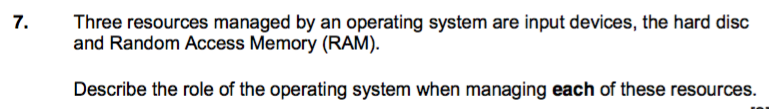 7. Three resources managed by an operating system are input devices, the hard disc
and Random Access Memory (RAM).
Describe the role of the operating system when managing each of these resources.